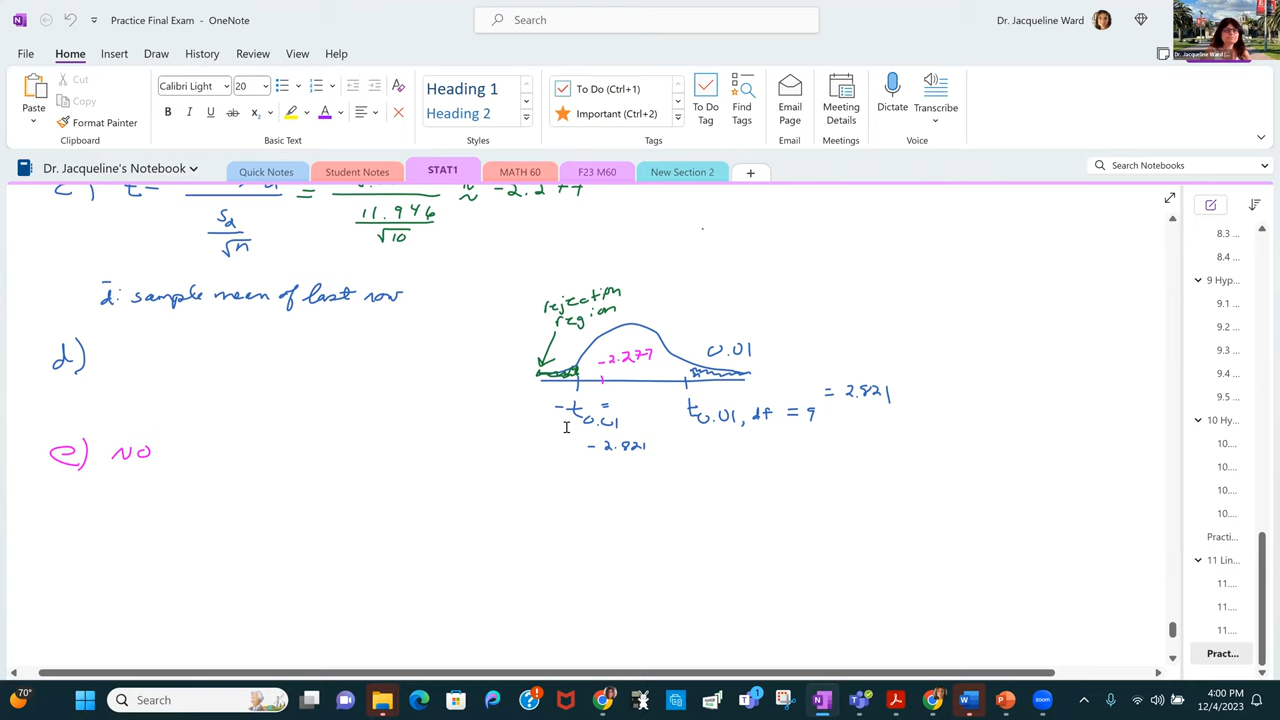 Practice Final Exam - OneNote
Search
Dr. Jacqueline Ward
Dr. Jacqueline Ward
File Home Insert Draw History Review View Help
Paste
Cut
Copy
Format Painter
Clipboard
Calibri Light 20
B I U ab x₂ A
Basic Text
Heading 1
Heading 2
Styles
To Do (Ctrl+1)
Important (Ctrl+2)
To Do Tag
Find Tags
Tags
Email Page
Email
Meeting Details
Meetings
Dictate
Transcribe
Voice
Dr. Jacqueline's Notebook
Quick Notes
Student Notes
STAT1
MATH 60
F23 M60
New Section 2
+
Search Notebooks
t = ≈ -2.277
s_d / √n
11.946 / √10
d̄: sample mean of last row
rejection
region
d)
-2.277
0.01
-t0.01 =
-2.821
t0.01, df = 9 = 2.821
e) NO
8.3 ...
8.4 ...
9 Hyp...
9.1 ...
9.2 ...
9.3 ...
9.4 ...
9.5 ...
10 Hy...
10....
10....
10....
10....
Practi...
11 Lin...
11....
11....
11....
Pract...
70°
Search
4:00 PM
12/4/2023